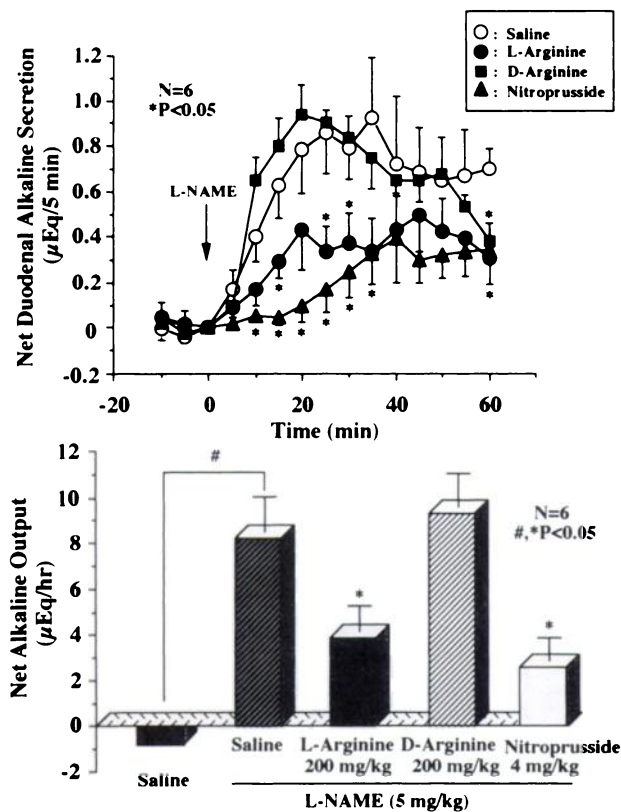 ○ : Saline
● : L-Arginine
■ : D-Arginine
▲ : Nitroprusside
N=6
*P<0.05
L-NAME
Net Duodenal Alkaline Secretion
(µEq/5 min)
1.2
1.0
0.8
0.6
0.4
0.2
0
-0.2
* * * * * * * * * * * *
-20 0 20 40 60
Time (min)
Net Alkaline Output
(µEq/hr)
12
10
8
6
4
2
0
-2
#
*
*
N=6
#,*P<0.05
Saline
Saline
L-Arginine
200 mg/kg
D-Arginine
200 mg/kg
Nitroprusside
4 mg/kg
L-NAME (5 mg/kg)